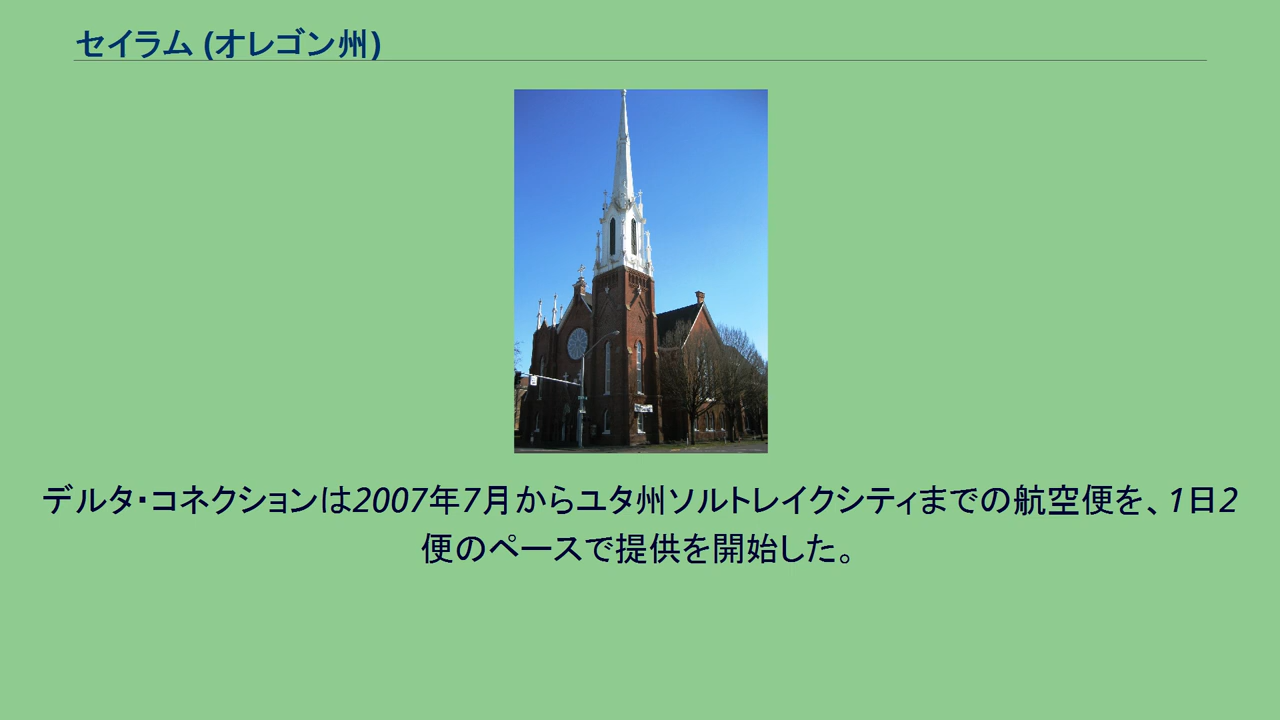 セイラム (オレゴン州)
デルタ・コネクションは2007年7月からユタ州ソルトレイクシティまでの航空便を、1日2
便のペースで提供を開始した。